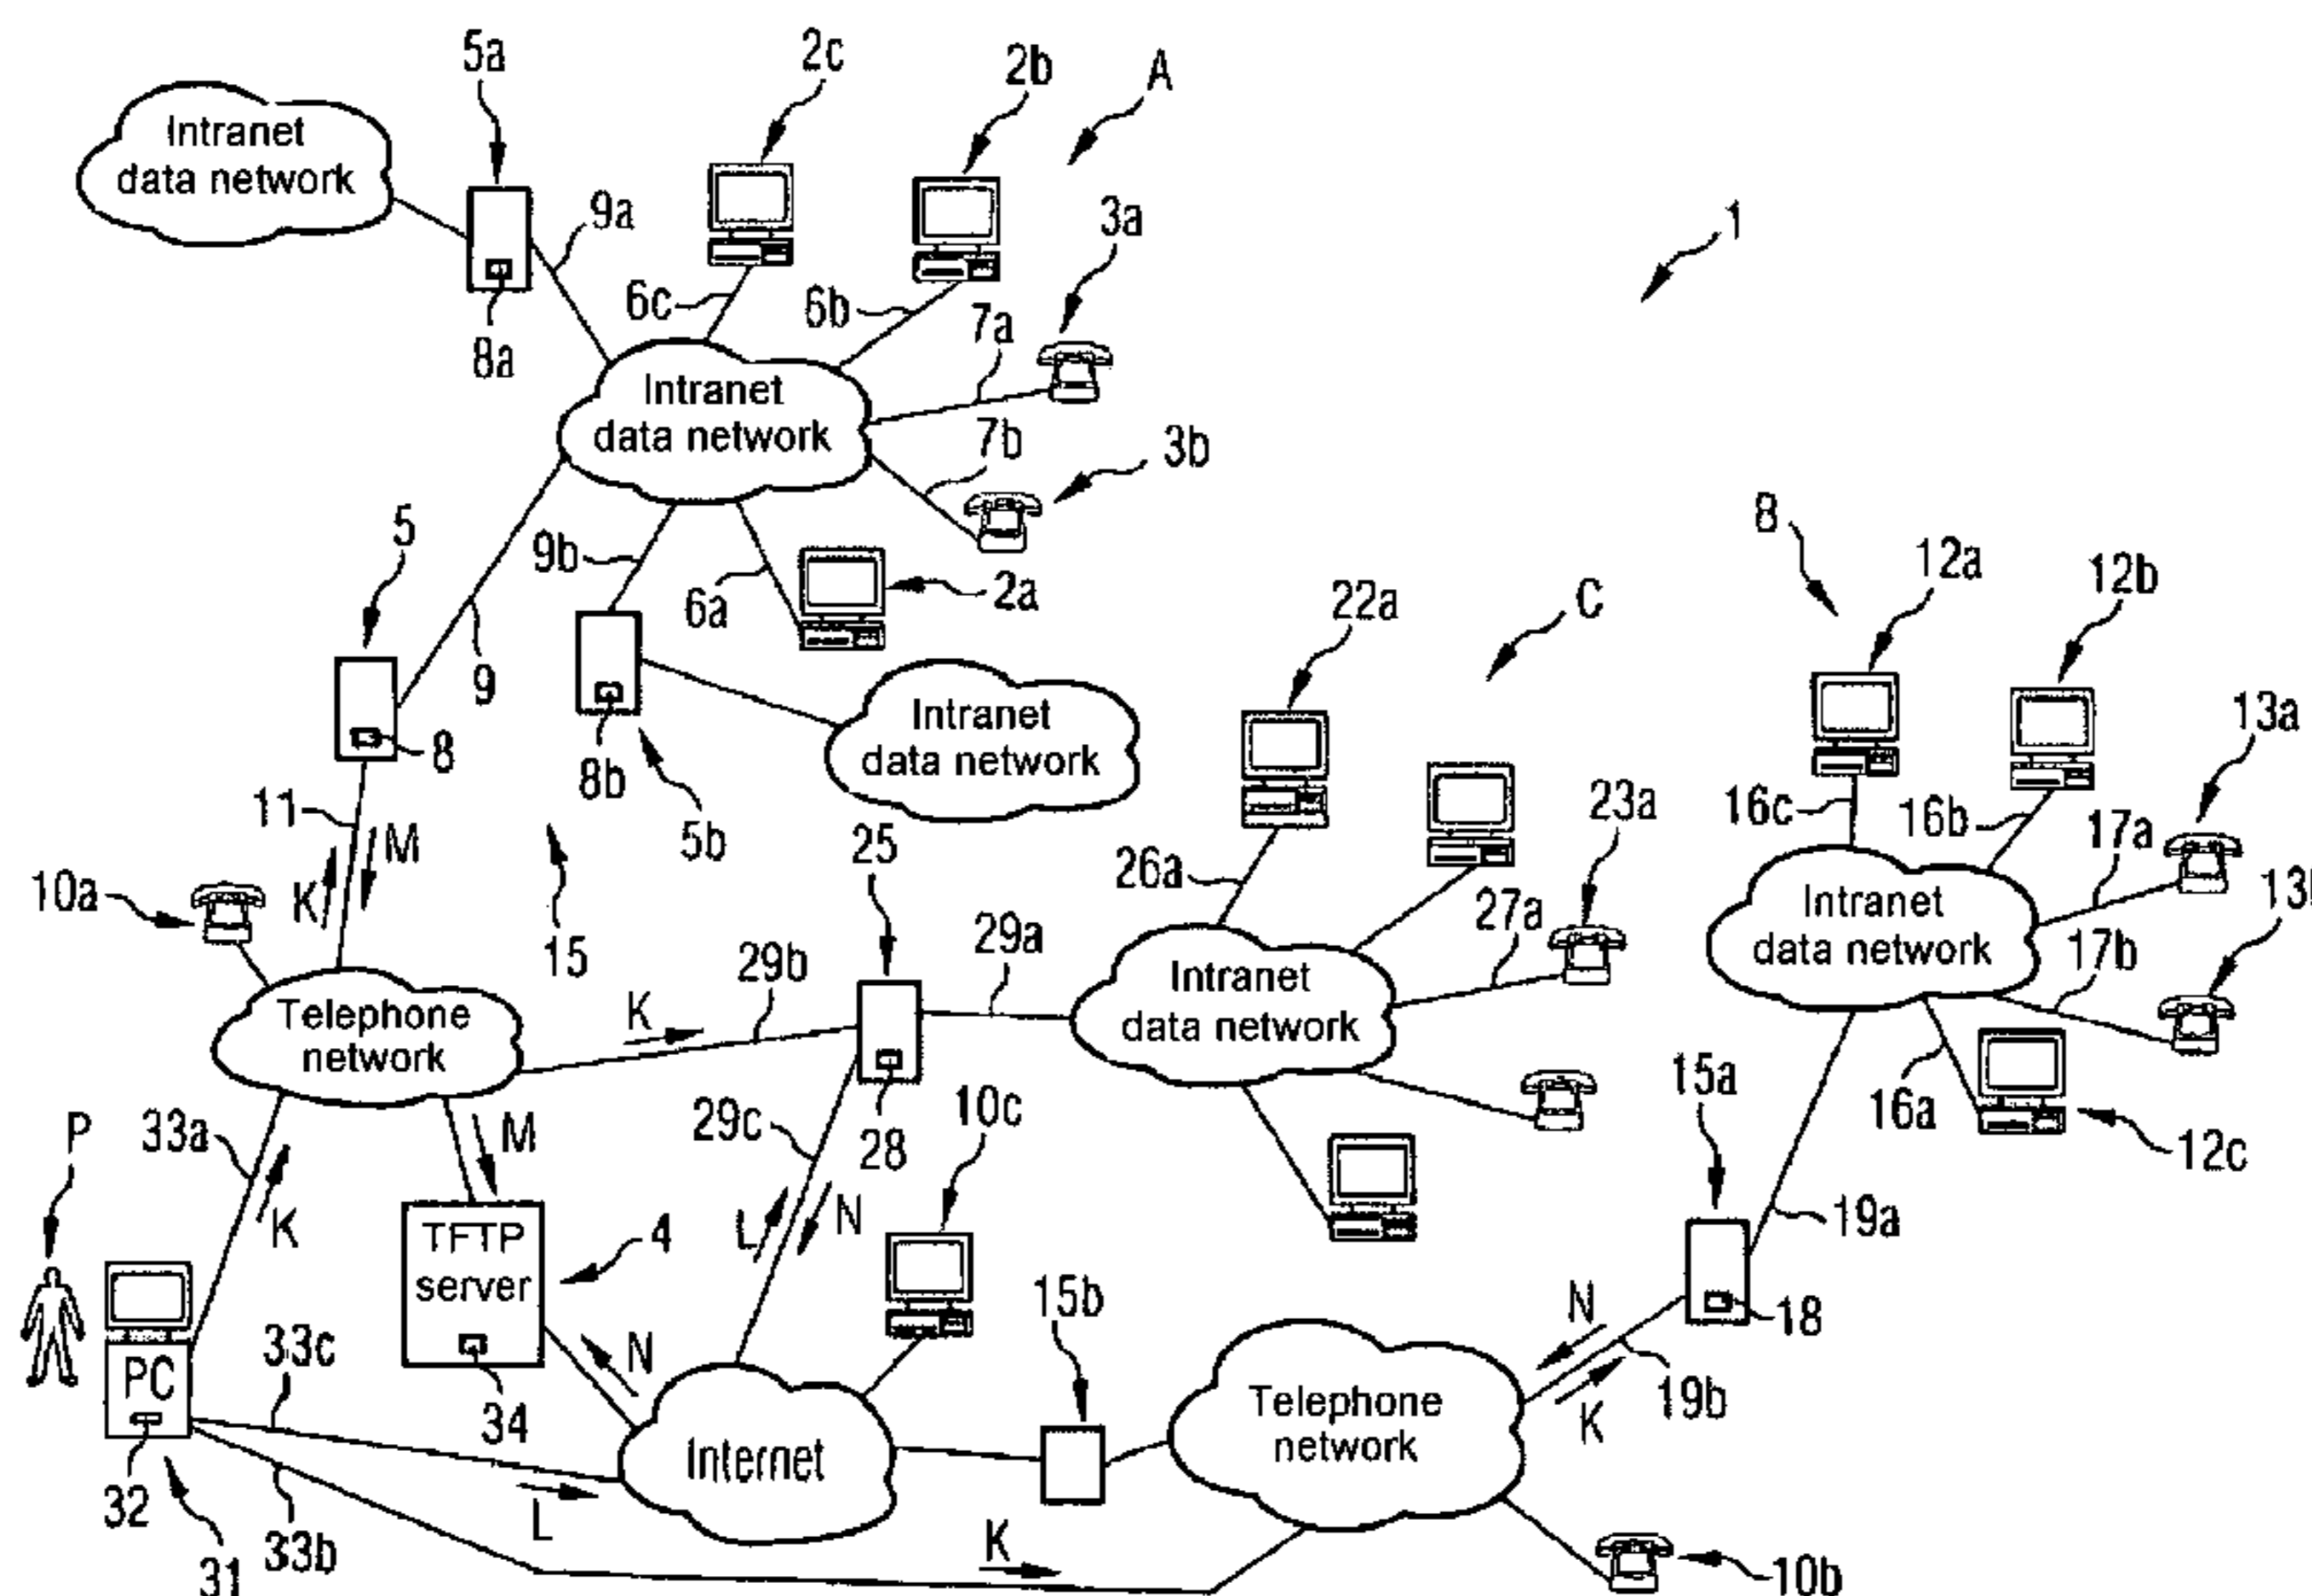 5a
2c
2b
A
Intranet
data network
9a
3a
1
6c
6b
7a
8a
Intranet
data network
7b
3b
5
9b
8
12a
12b
6a
2a
22a
C
9
Intranet
data network
13a
8
8b
16c
11
M
5b
25
23a
16b
17a
10a
K
26a
27a
Intranet
data network
15
29b
29a
Intranet
data network
17b
Telephone
network
K
15a
16a
P
33a
M
29c
28
10c
12c
K
TFTP
server
4
L
N
15b
19a
PC
33c
N
N
18
34
Telephone
network
K
19b
32
Internet
L
33b
K
31
10b